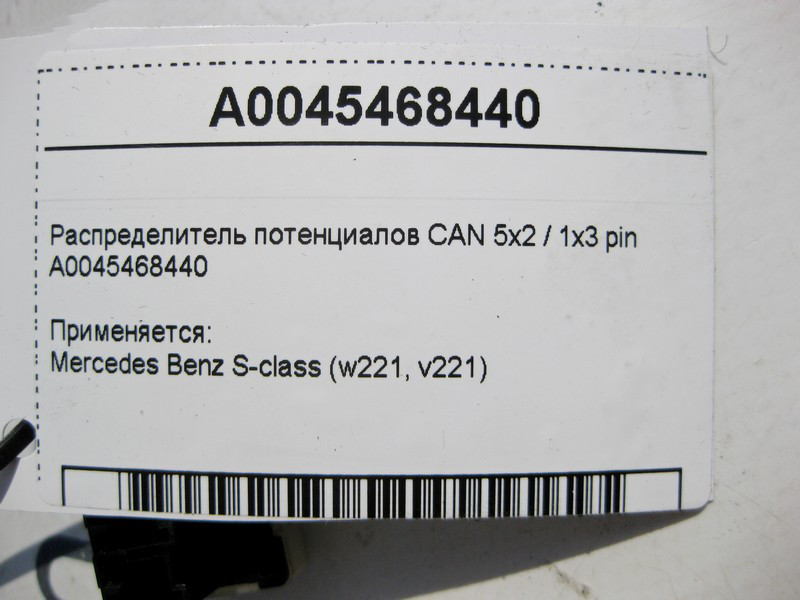 A0045468440
Распределитель потенциалов CAN 5x2 / 1x3 pin
A0045468440
Применяется:
Mercedes Benz S-class (w221, v221)